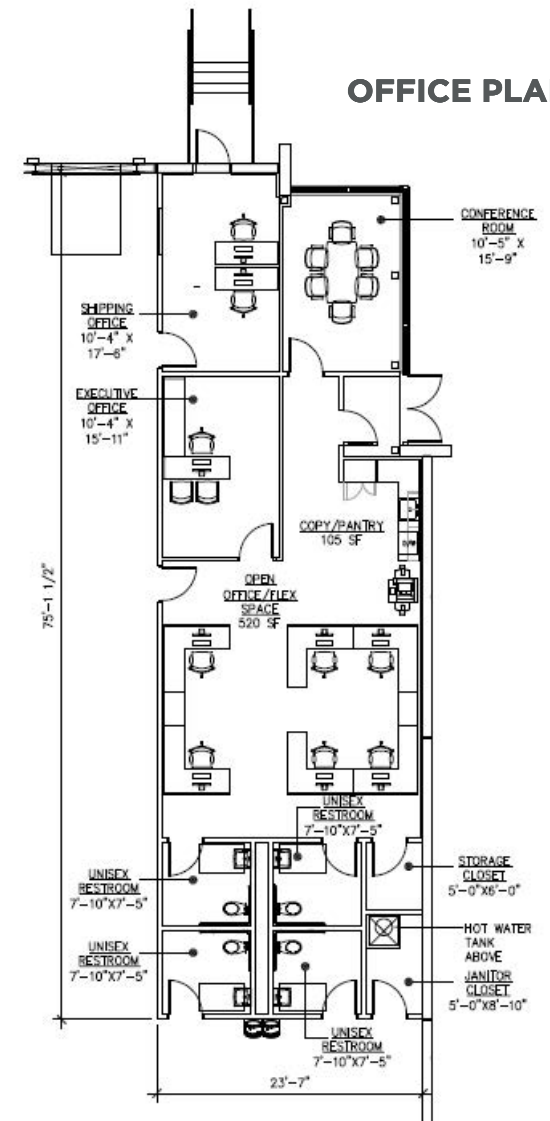 OFFICE PLA
CONFERENCE
ROOM
10'-5" X
15'-9"
SHIPPING
OFFICE
10'-4" X
17'-6"
EXECUTIVE
OFFICE
10'-4" X
15'-11"
COPY/PANTRY
105 SF
OPEN
OFFICE/FLEX
SPACE
520 SF
75'-1 1/2"
UNISEX
RESTROOM
7'-10"X7'-5"
UNISEX
RESTROOM
7'-10"X7'-5"
STORAGE
CLOSET
5'-0"X6'-0"
HOT WATER
TANK
ABOVE
UNISEX
RESTROOM
7'-10"X7'-5"
JANITOR
CLOSET
5'-0"X8'-10"
UNISEX
RESTROOM
7'-10"X7'-5"
23'-7"